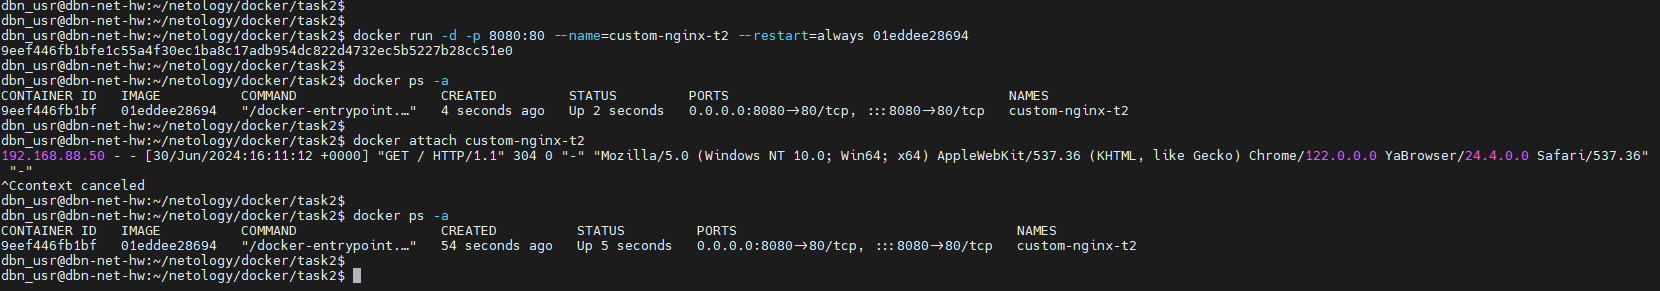 dbn_usr@dbn-net-hw:~/netology/docker/task2$
dbn_usr@dbn-net-hw:~/netology/docker/task2$
dbn_usr@dbn-net-hw:~/netology/docker/task2$ docker run -d -p 8080:80 --name=custom-nginx-t2 --restart=always 01eddee28694
9eef446fb1bfe1c55a4f30ec1ba8c17adb954dc822d4732ec5b5227b28cc51e0
dbn_usr@dbn-net-hw:~/netology/docker/task2$
dbn_usr@dbn-net-hw:~/netology/docker/task2$ docker ps -a
CONTAINER ID   IMAGE          COMMAND                  CREATED         STATUS         PORTS                                   NAMES
9eef446fb1bf   01eddee28694   "/docker-entrypoint.…"   4 seconds ago   Up 2 seconds   0.0.0.0:8080->80/tcp, :::8080->80/tcp   custom-nginx-t2
dbn_usr@dbn-net-hw:~/netology/docker/task2$
dbn_usr@dbn-net-hw:~/netology/docker/task2$ docker attach custom-nginx-t2
192.168.88.50 - - [30/Jun/2024:16:11:12 +0000] "GET / HTTP/1.1" 304 0 "-" "Mozilla/5.0 (Windows NT 10.0; Win64; x64) AppleWebKit/537.36 (KHTML, like Gecko) Chrome/122.0.0.0 YaBrowser/24.4.0.0 Safari/537.36"
"-"
^Ccontext canceled
dbn_usr@dbn-net-hw:~/netology/docker/task2$
dbn_usr@dbn-net-hw:~/netology/docker/task2$ docker ps -a
CONTAINER ID   IMAGE          COMMAND                  CREATED          STATUS         PORTS                                   NAMES
9eef446fb1bf   01eddee28694   "/docker-entrypoint.…"   54 seconds ago   Up 5 seconds   0.0.0.0:8080->80/tcp, :::8080->80/tcp   custom-nginx-t2
dbn_usr@dbn-net-hw:~/netology/docker/task2$
dbn_usr@dbn-net-hw:~/netology/docker/task2$